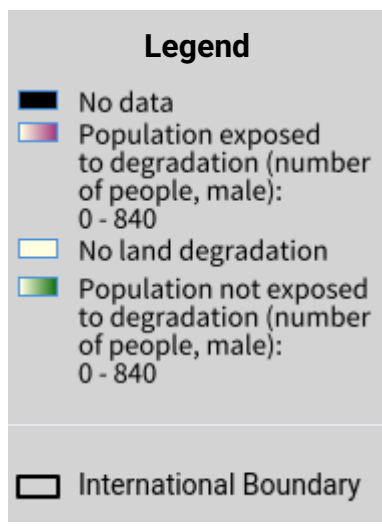 Legend
No data
Population exposed
to degradation (number
of people, male):
0 - 840
No land degradation
Population not exposed
to degradation (number
of people, male):
0 - 840
International Boundary